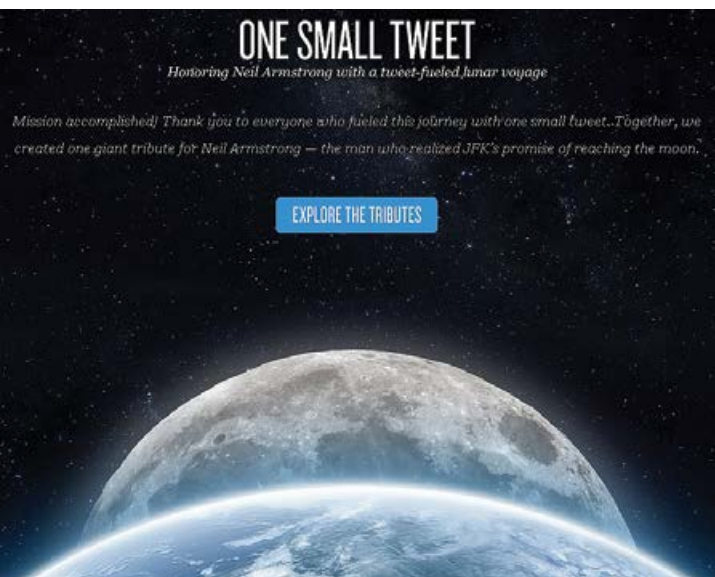 ONE SMALL TWEET
Honoring Neil Armstrong with a tweet-fueled lunar voyage
Mission accomplished! Thank you to everyone who fueled this journey with one small tweet. Together, we
created one giant tribute for Neil Armstrong — the man who realized JFK's promise of reaching the moon.
EXPLORE THE TRIBUTES